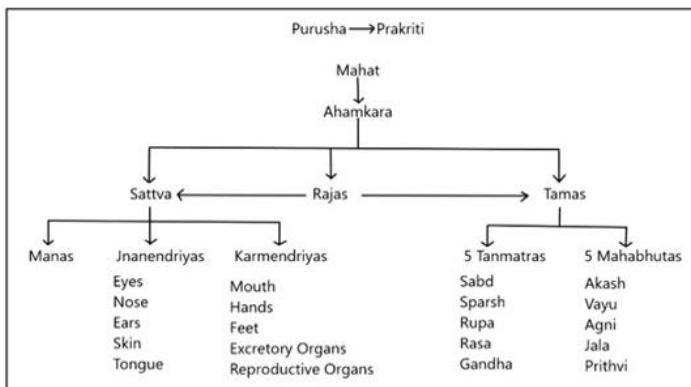 Purusha → Prakriti
Mahat
Ahamkara
Sattva
Rajas
Tamas
Manas
Jnanendriyas
Eyes
Nose
Ears
Skin
Tongue
Karmendriyas
Mouth
Hands
Feet
Excretory Organs
Reproductive Organs
5 Tanmatras
Sabd
Sparsh
Rupa
Rasa
Gandha
5 Mahabhutas
Akash
Vayu
Agni
Jala
Prithvi